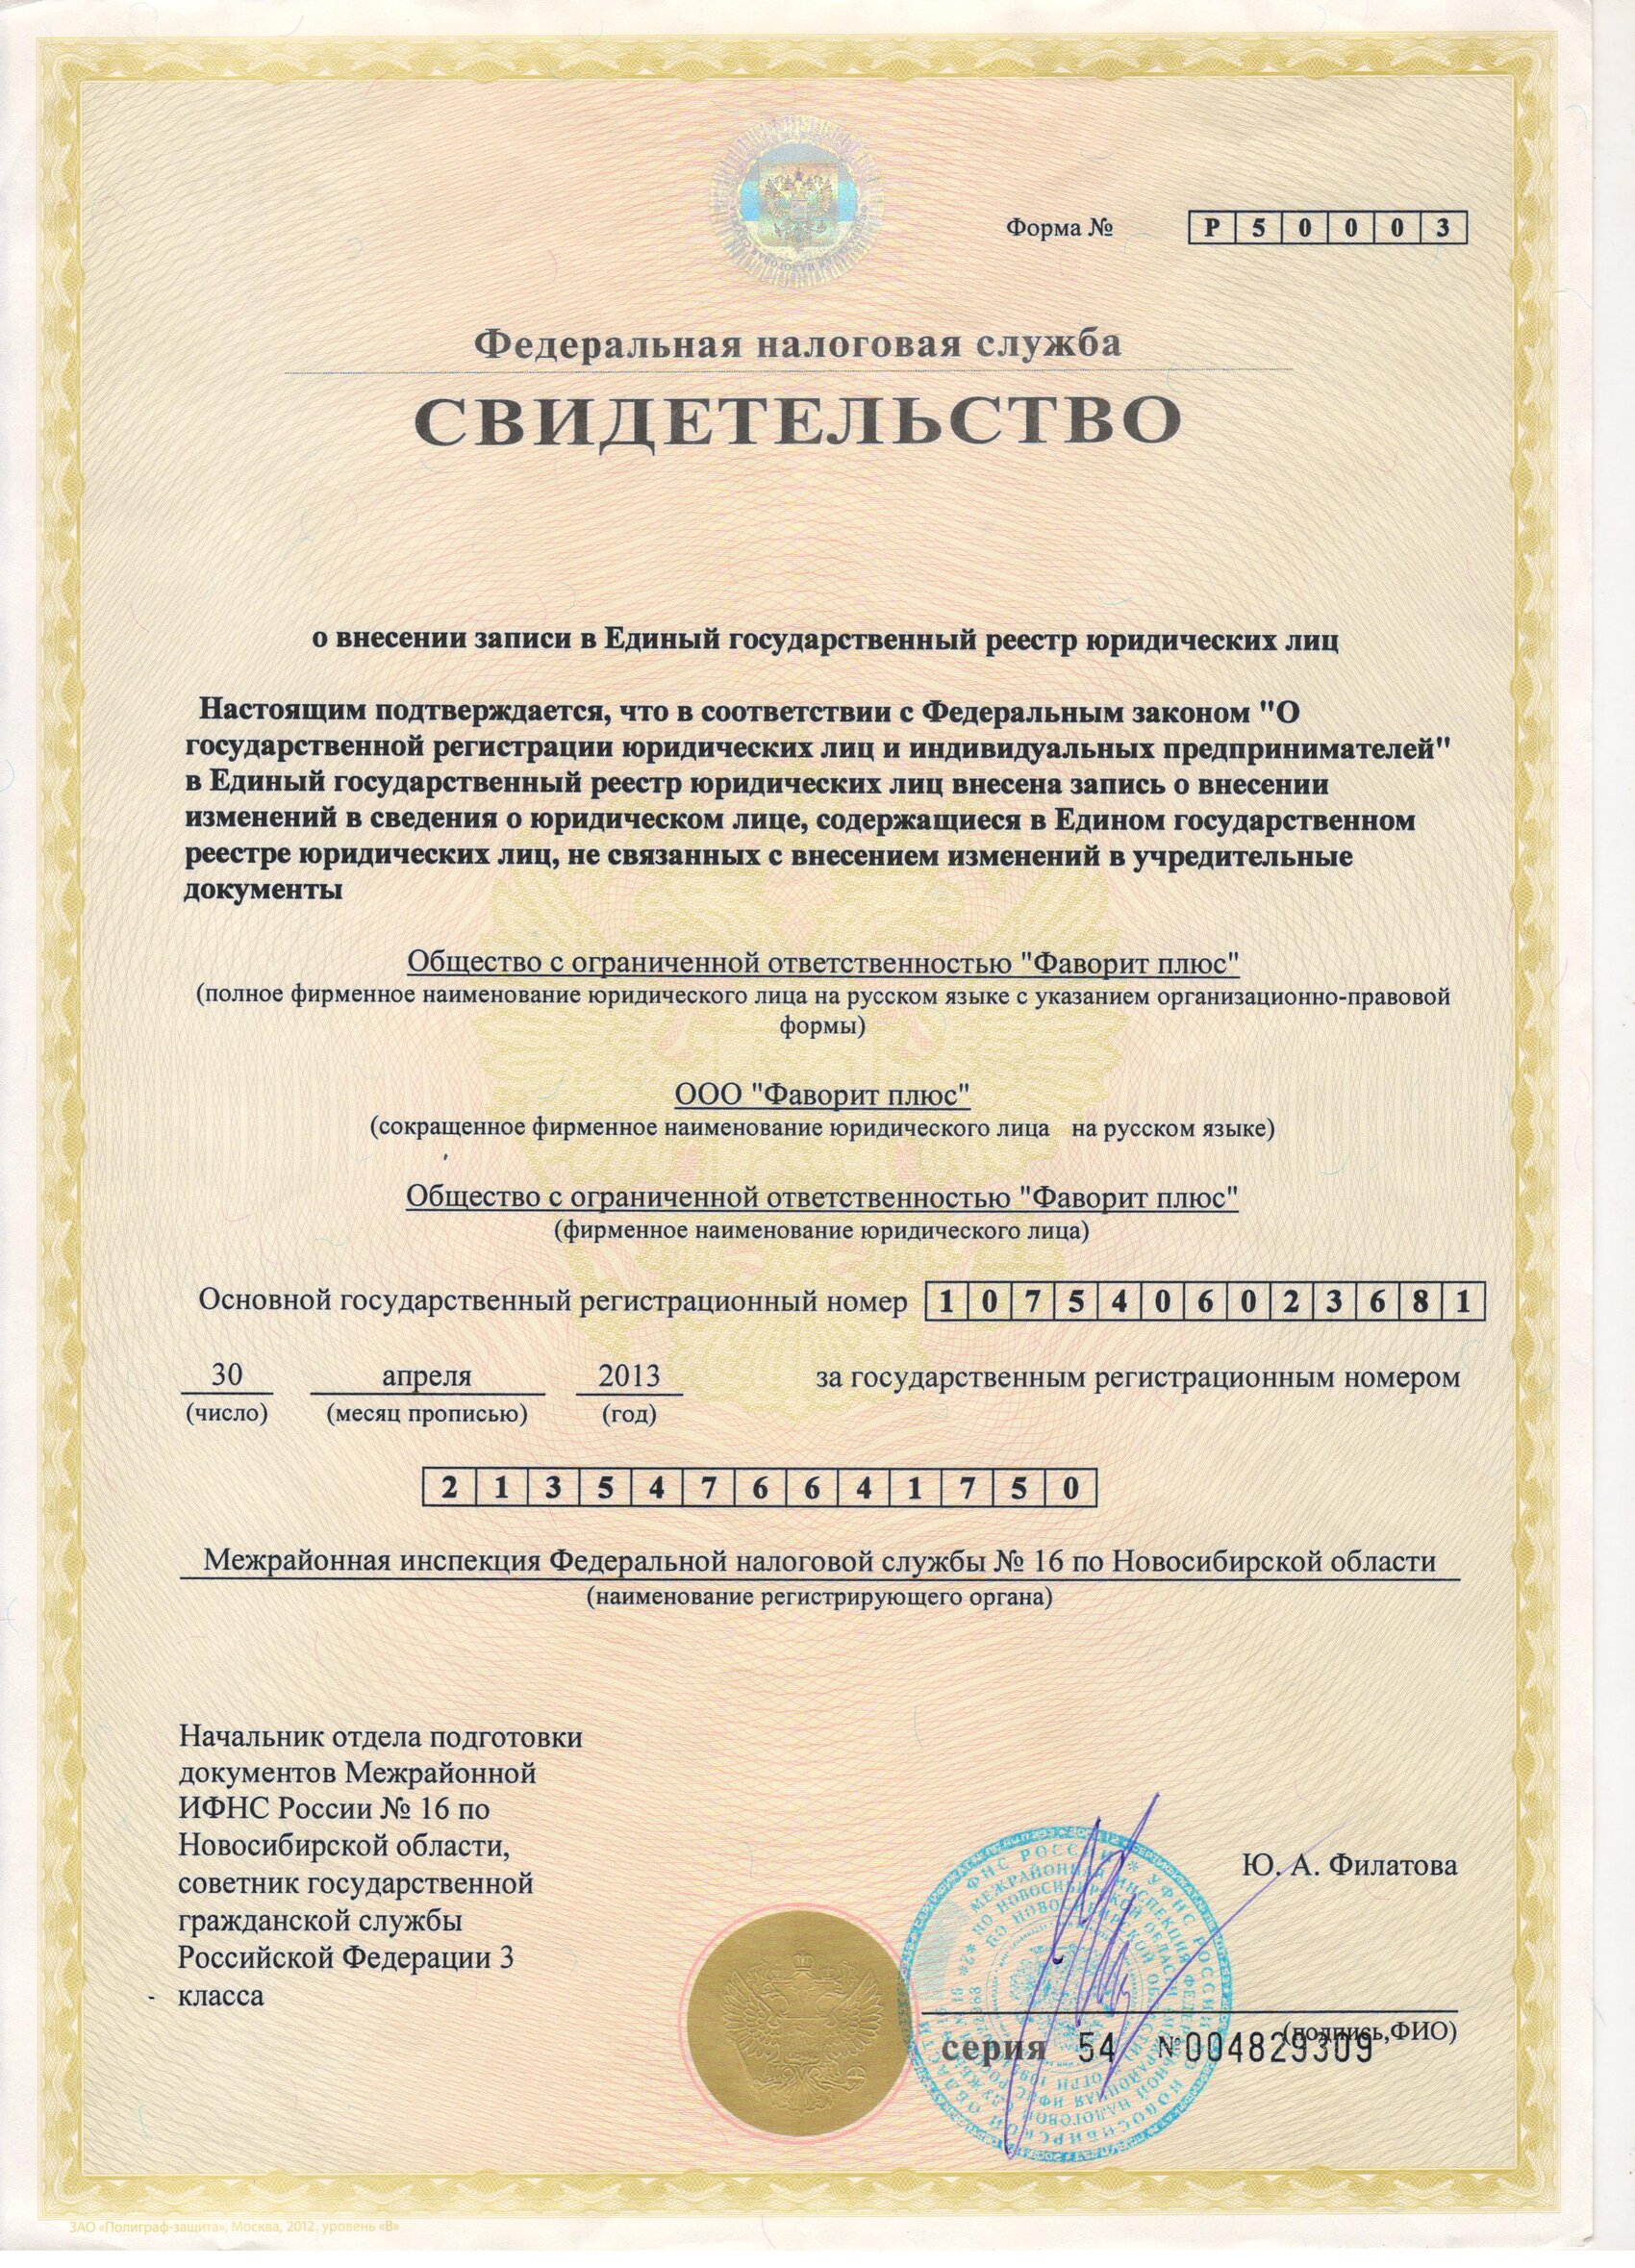 Форма № Р50003
Федеральная налоговая служба
СВИДЕТЕЛЬСТВО
о внесении записи в Единый государственный реестр юридических лиц
Настоящим подтверждается, что в соответствии с Федеральным законом "О
государственной регистрации юридических лиц и индивидуальных предпринимателей"
в Единый государственный реестр юридических лиц внесена запись о внесении
изменений в сведения о юридическом лице, содержащиеся в Едином государственном
реестре юридических лиц, не связанных с внесением изменений в учредительные
документы
Общество с ограниченной ответственностью "Фаворит плюс"
(полное фирменное наименование юридического лица на русском языке с указанием организационно-правовой
формы)
ООО "Фаворит плюс"
(сокращенное фирменное наименование юридического лица на русском языке)
Общество с ограниченной ответственностью "Фаворит плюс"
(фирменное наименование юридического лица)
Основной государственный регистрационный номер 1075406023681
30 апреля 2013 за государственным регистрационным номером
(число) (месяц прописью) (год)
2135476641750
Межрайонная инспекция Федеральной налоговой службы № 16 по Новосибирской области
(наименование регистрирующего органа)
Начальник отдела подготовки
документов Межрайонной
ИФНС России № 16 по
Новосибирской области,
советник государственной
гражданской службы
Российской Федерации 3
класса
Ю. А. Филатова
(подпись,ФИО)
серия 54 №004829309
ЗАО «Полиграф-защита», Москва, 2012, уровень «В»